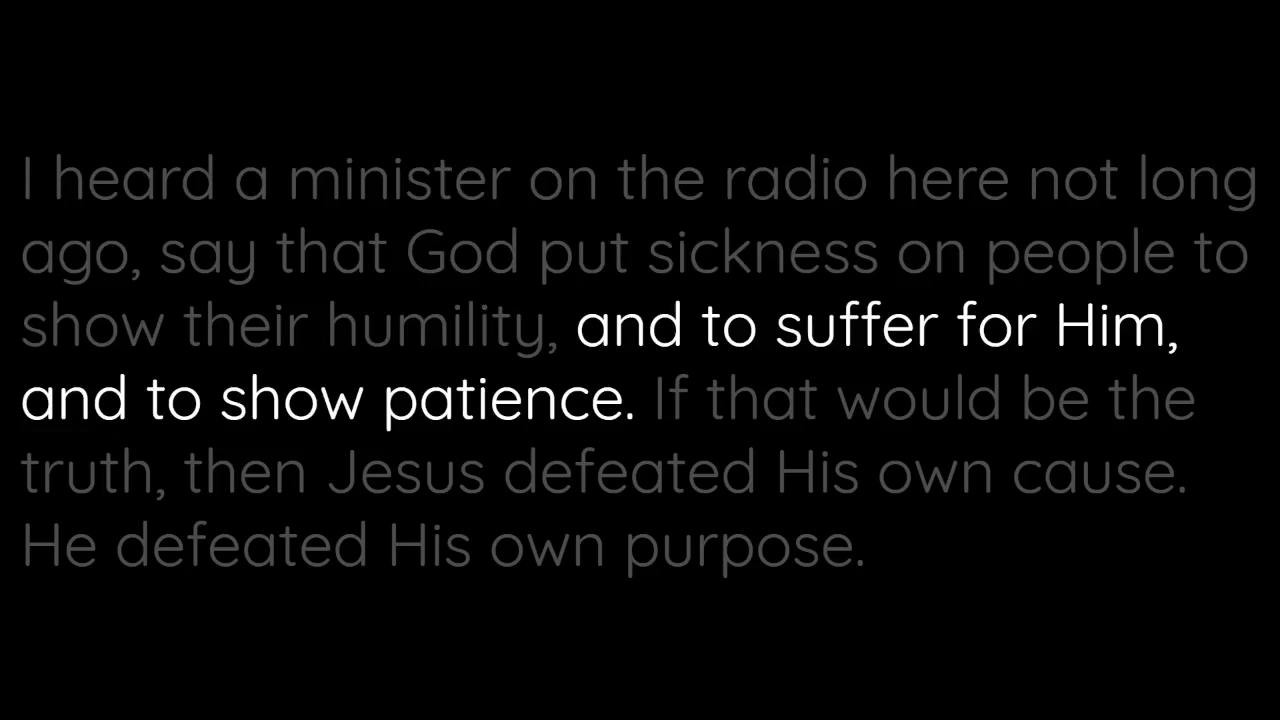 I heard a minister on the radio here not long
ago, say that God put sickness on people to
show their humility, and to suffer for Him,
and to show patience. If that would be the
truth, then Jesus defeated His own cause.
He defeated His own purpose.